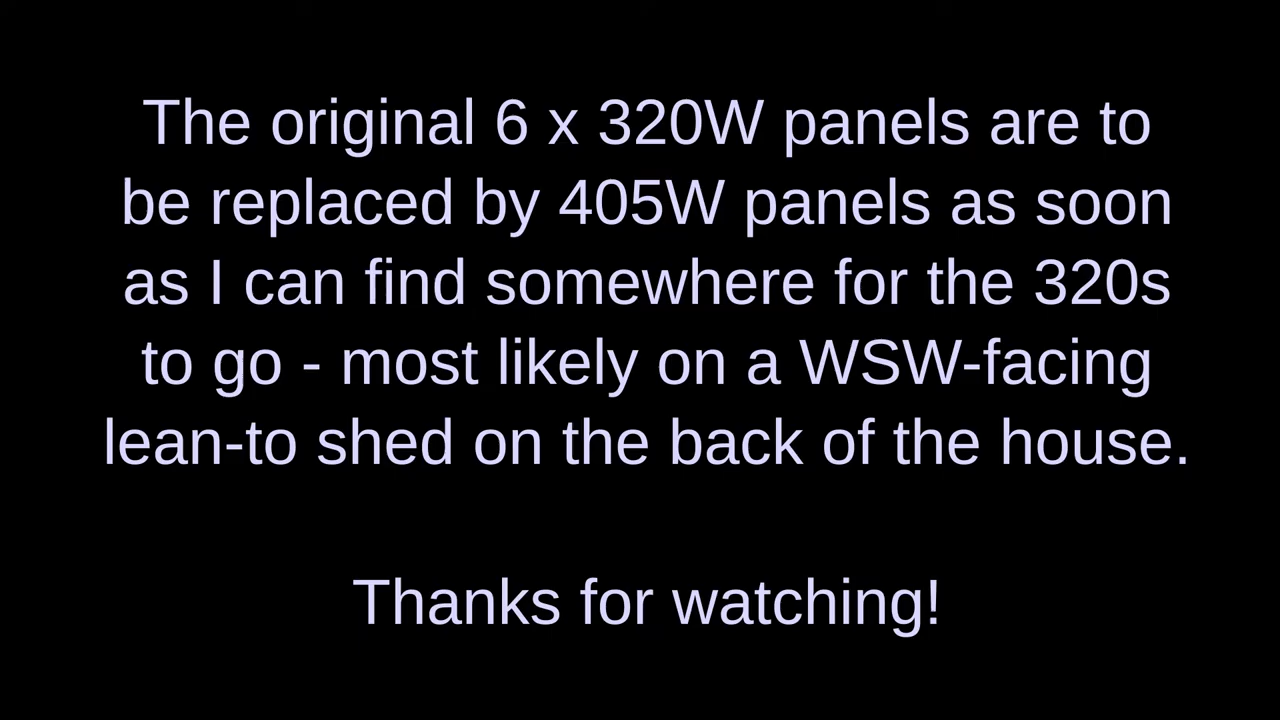 The original 6 x 320W panels are to
be replaced by 405W panels as soon
as I can find somewhere for the 320s
to go - most likely on a WSW-facing
lean-to shed on the back of the house.
Thanks for watching!